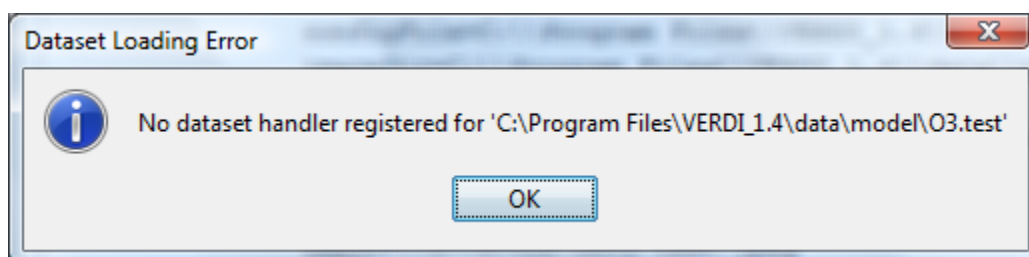 Dataset Loading Error
No dataset handler registered for 'C:\Program Files\VERDI_1.4\data\model\O3.test'
OK